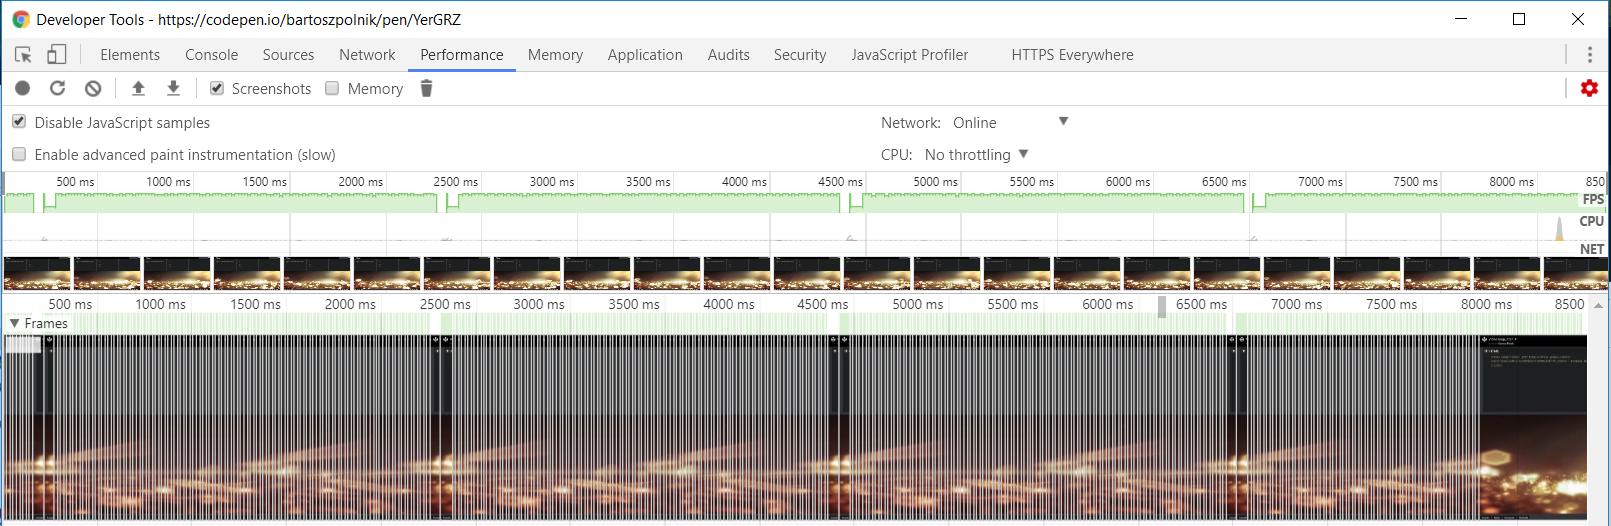 Developer Tools - https://codepen.io/bartoszpolnik/pen/YerGRZ
Elements Console Sources Network Performance Memory Application Audits Security JavaScript Profiler HTTPS Everywhere
Screenshots Memory
Disable JavaScript samples Network: Online
Enable advanced paint instrumentation (slow) CPU: No throttling
500 ms 1000 ms 1500 ms 2000 ms 2500 ms 3000 ms 3500 ms 4000 ms 4500 ms 5000 ms 5500 ms 6000 ms 6500 ms 7000 ms 7500 ms 8000 ms 850
FPS
CPU
NET
500 ms 1000 ms 1500 ms 2000 ms 2500 ms 3000 ms 3500 ms 4000 ms 4500 ms 5000 ms 5500 ms 6000 ms 6500 ms 7000 ms 7500 ms 8000 ms 8500
Frames